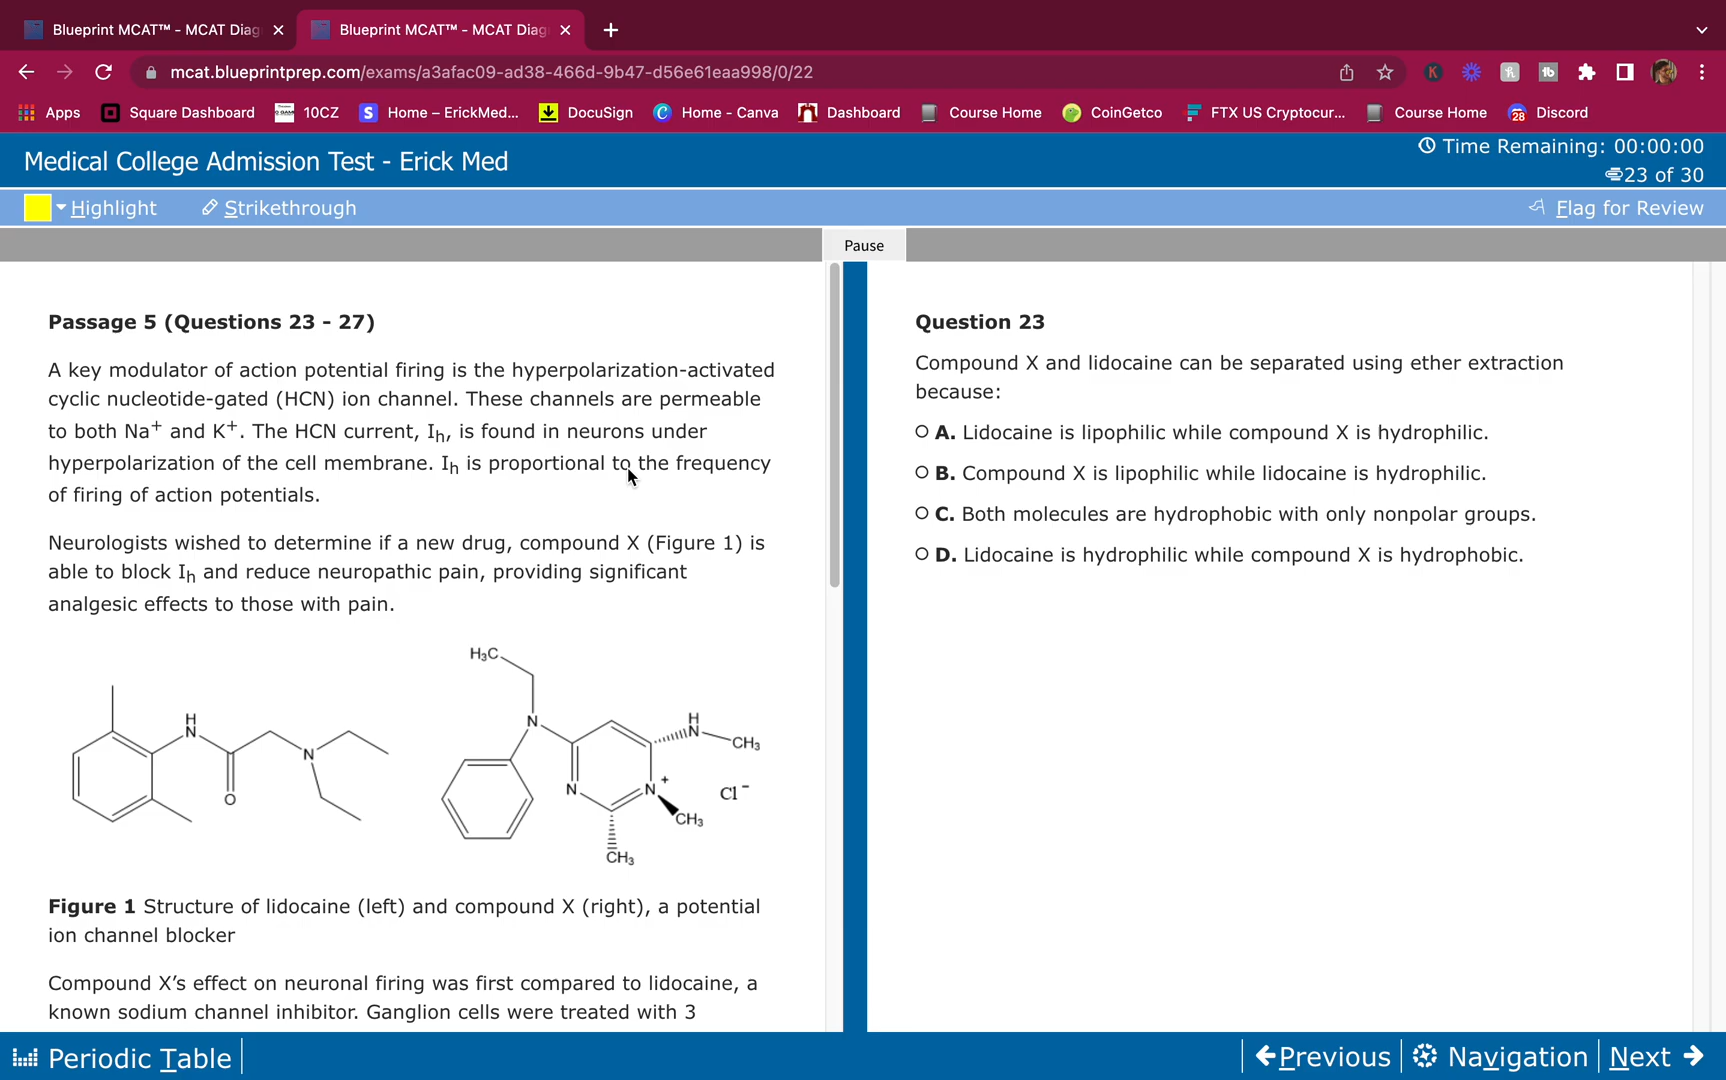 Blueprint MCAT™ - MCAT Diag
Blueprint MCAT™ - MCAT Diag
mcat.blueprintprep.com/exams/a3afac09-ad38-466d-9b47-d56e61eaa998/0/22
Apps
Square Dashboard
10CZ
Home – ErickMed...
DocuSign
Home - Canva
Dashboard
Course Home
CoinGetco
FTX US Cryptocur...
Course Home
28
Discord
Medical College Admission Test - Erick Med
Time Remaining: 00:00:00
23 of 30
Highlight
Strikethrough
Flag for Review
Pause
Passage 5 (Questions 23 - 27)
A key modulator of action potential firing is the hyperpolarization-activated
cyclic nucleotide-gated (HCN) ion channel. These channels are permeable
to both Na+ and K+. The HCN current, Ih, is found in neurons under
hyperpolarization of the cell membrane. Ih is proportional to the frequency
of firing of action potentials.
Neurologists wished to determine if a new drug, compound X (Figure 1) is
able to block Ih and reduce neuropathic pain, providing significant
analgesic effects to those with pain.
H
N
O
N
H3C
N
N
N
+
H
N
CH3
Cl−
CH3
CH3
Figure 1 Structure of lidocaine (left) and compound X (right), a potential
ion channel blocker
Compound X’s effect on neuronal firing was first compared to lidocaine, a
known sodium channel inhibitor. Ganglion cells were treated with 3
Question 23
Compound X and lidocaine can be separated using ether extraction
because:
A. Lidocaine is lipophilic while compound X is hydrophilic.
B. Compound X is lipophilic while lidocaine is hydrophilic.
C. Both molecules are hydrophobic with only nonpolar groups.
D. Lidocaine is hydrophilic while compound X is hydrophobic.
Periodic Table
Previous
Navigation
Next